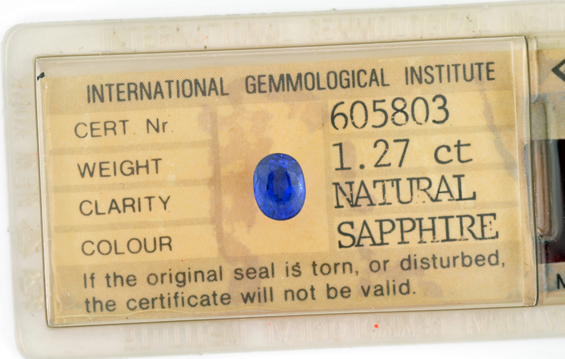 INTERNATIONAL GEMMOLOGICAL INSTITUTE
CERT. Nr. 605803
WEIGHT 1.27 ct
CLARITY NATURAL
COLOUR SAPPHIRE
If the original seal is torn, or disturbed,
the certificate will not be valid.